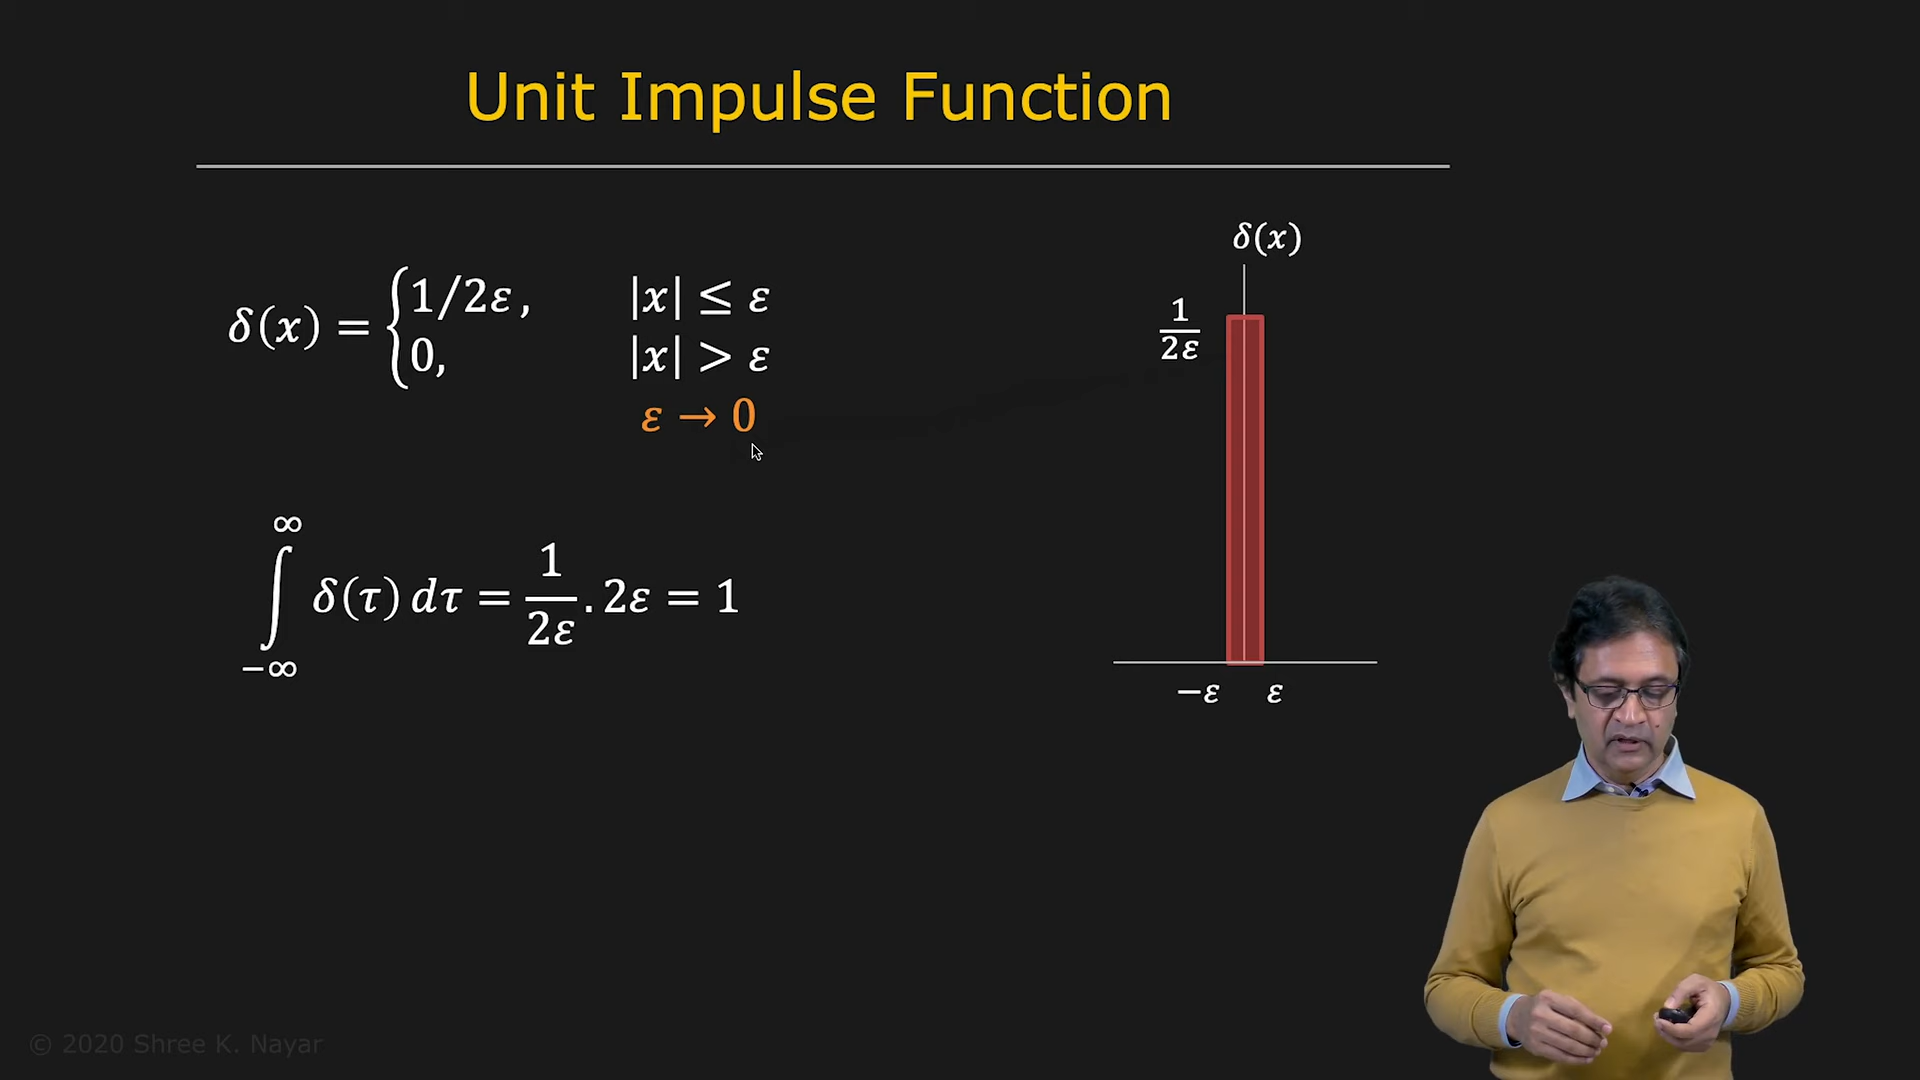 Unit Impulse Function
δ(x) = { 1/2ε , |x| ≤ ε
0, |x| > ε
ε → 0
∞
∫ δ(τ) dτ = 1/2ε . 2ε = 1
−∞
δ(x)
1
2ε
−ε ε
© 2020 Shree K. Nayar